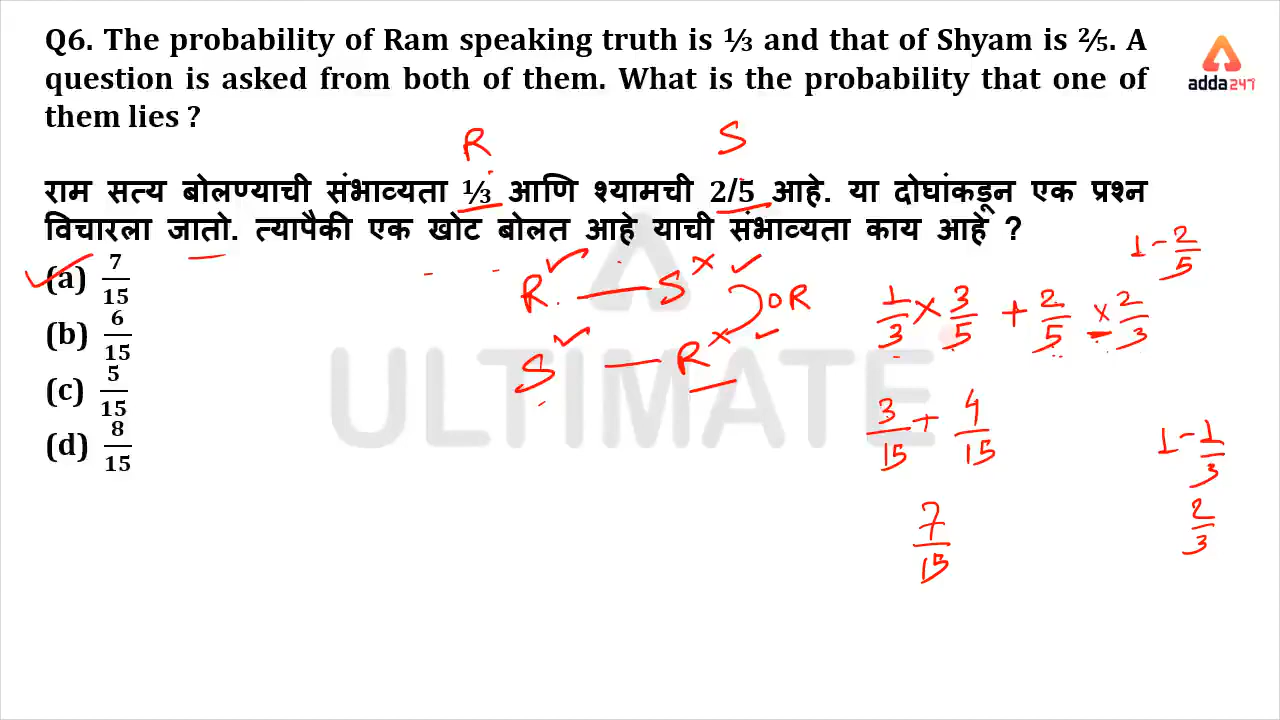 Q6. The probability of Ram speaking truth is ⅓ and that of Shyam is ⅖. A
question is asked from both of them. What is the probability that one of
them lies ?
adda247
R S
राम सत्य बोलण्याची संभाव्यता ⅓ आणि श्यामची 2/5 आहे. या दोघांकडून एक प्रश्न
विचारला जातो. त्यापैकी एक खोट बोलत आहे याची संभाव्यता काय आहे ?
(a) 7/15
(b) 6/15
(c) 5/15
(d) 8/15
R ✓ — S × ✓
OR
S ✓ — R × ✓
1 - 2/5
1/3 × 3/5 + 2/5 × 2/3
3/15 + 4/15
7/15
1 - 1/3
2/3
ULTIMATE